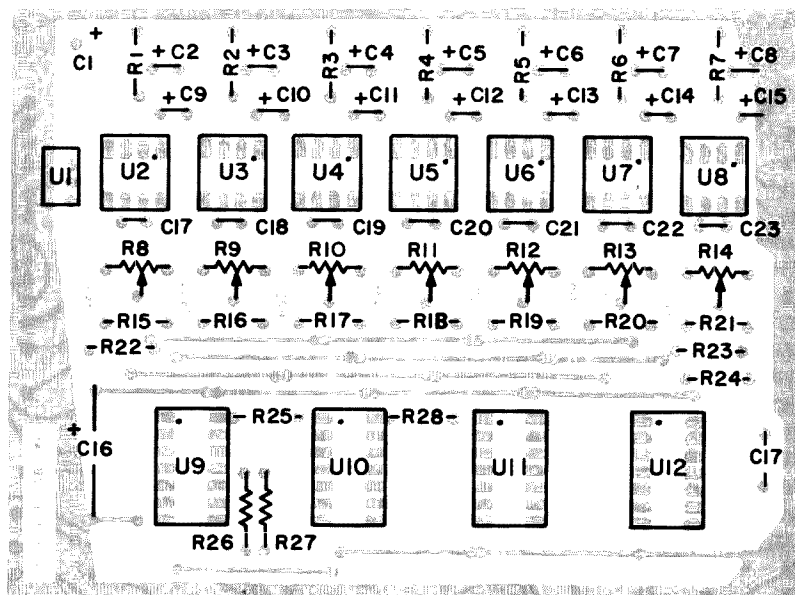 +
C1
R1
+C2
R2
+C3
R3
+C4
R4
+C5
R5
+C6
R6
+C7
R7
+C8
+C9
+C10
+C11
+C12
+C13
+C14
+C15
U1
U2
U3
U4
U5
U6
U7
U8
C17
C18
C19
C20
C21
C22
C23
R8
R9
R10
R11
R12
R13
R14
R15
R16
R17
R18
R19
R20
R21
R22
R23
R24
+
C16
R25
R28
U9
U10
U11
U12
C17
R26
R27